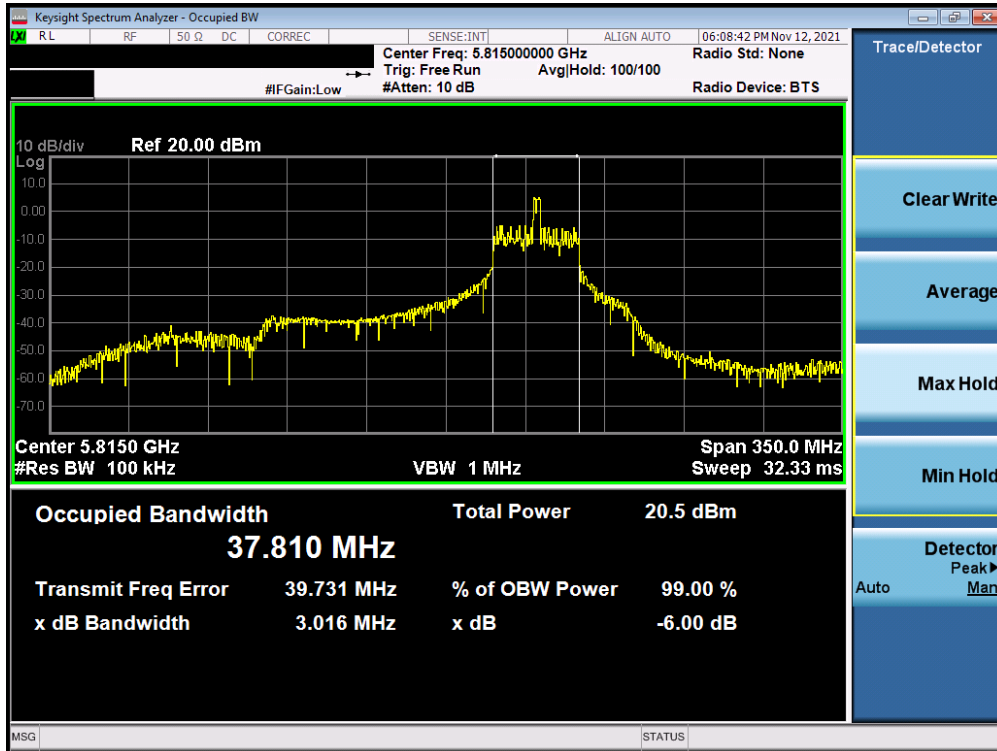 Keysight Spectrum Analyzer - Occupied BW
LXI RL RF 50 Ω DC CORREC SENSE:INT ALIGN AUTO 06:08:42 PM Nov 12, 2021
Center Freq: 5.815000000 GHz Radio Std: None
Trig: Free Run Avg|Hold: 100/100
#IFGain:Low #Atten: 10 dB Radio Device: BTS
Trace/Detector
10 dB/div Ref 20.00 dBm
Log
10.0
0.00
-10.0
-20.0
-30.0
-40.0
-50.0
-60.0
-70.0
Center 5.8150 GHz Span 350.0 MHz
#Res BW 100 kHz VBW 1 MHz Sweep 32.33 ms
Occupied Bandwidth Total Power 20.5 dBm
37.810 MHz
Transmit Freq Error 39.731 MHz % of OBW Power 99.00 %
x dB Bandwidth 3.016 MHz x dB -6.00 dB
Clear Write
Average
Max Hold
Min Hold
Detector
Peak▶
Auto Man
MSG STATUS